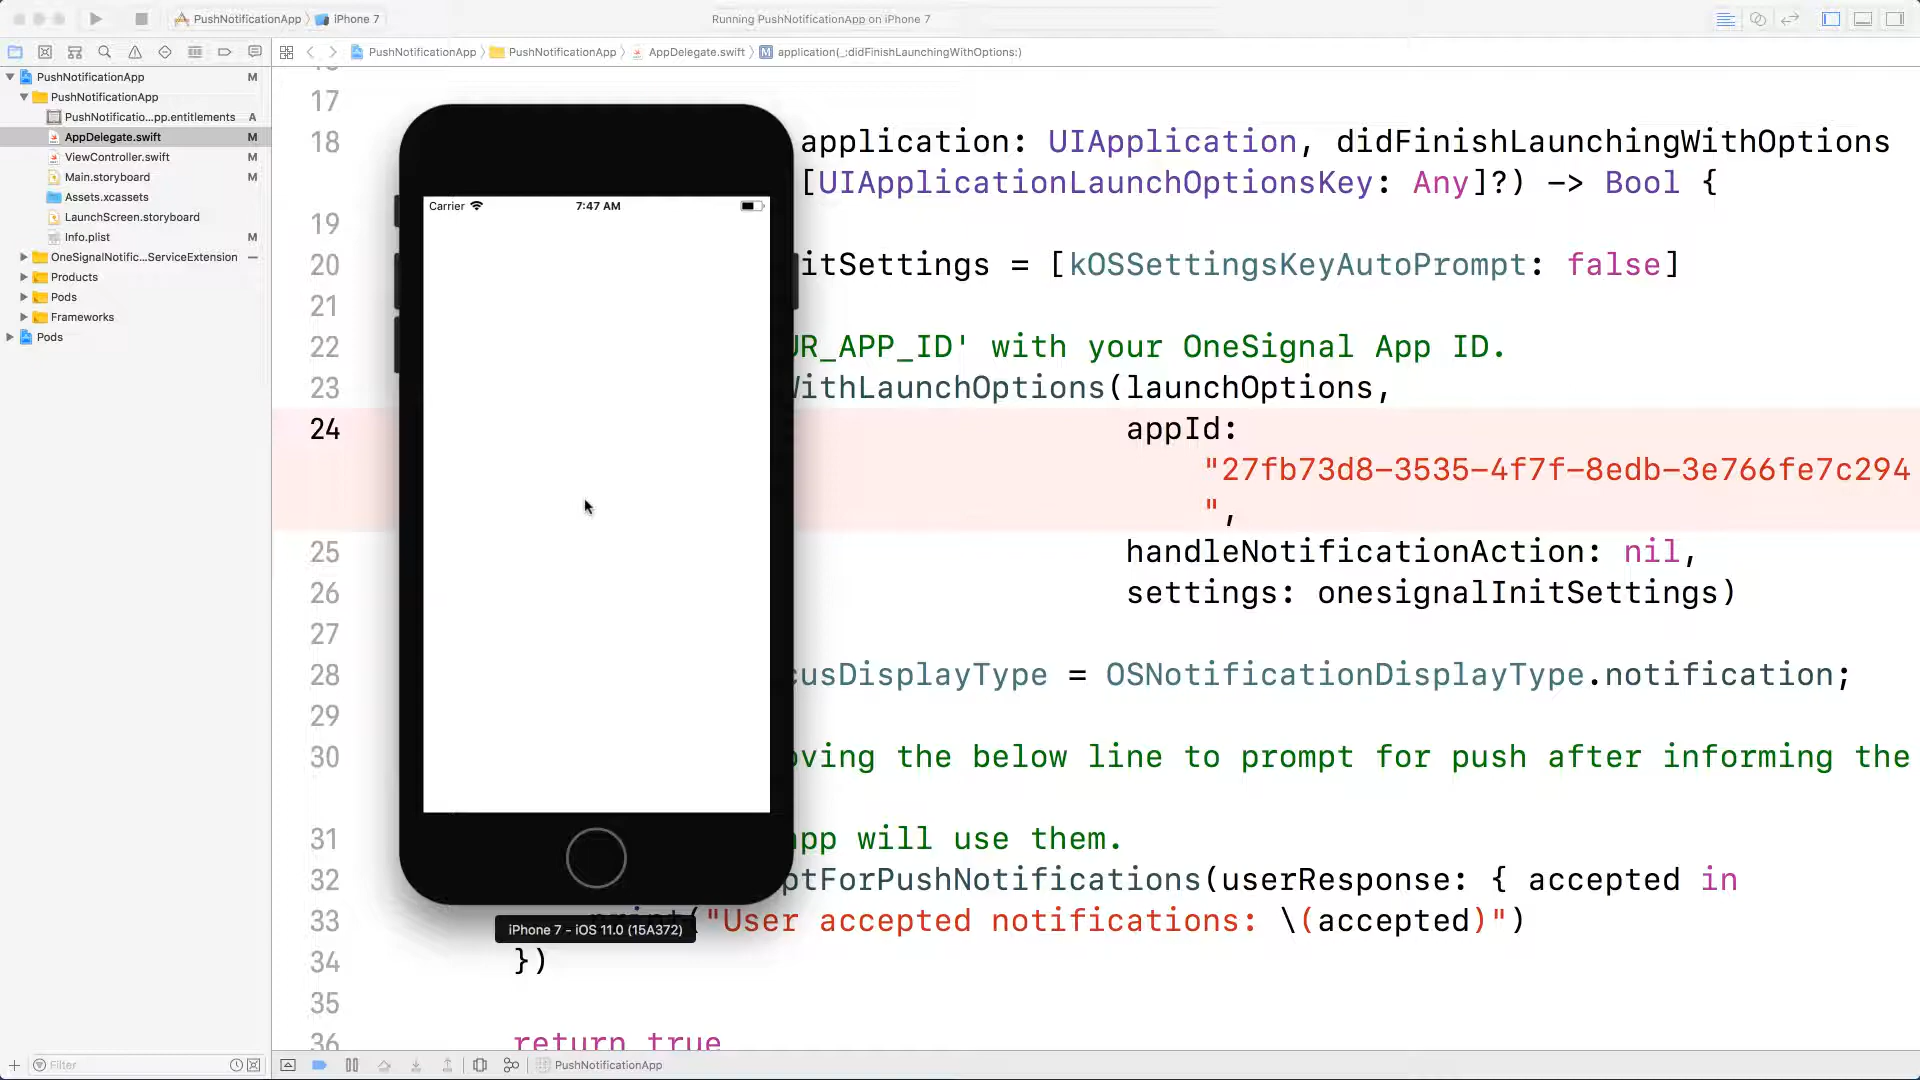 PushNotificationApp
iPhone 7
Running PushNotificationApp on iPhone 7
PushNotificationApp
PushNotificationApp
AppDelegate.swift
M
application(_:didFinishLaunchingWithOptions:)
PushNotificationApp M
PushNotificationApp
PushNotificatio...pp.entitlements A
AppDelegate.swift M
ViewController.swift M
Main.storyboard M
Assets.xcassets
LaunchScreen.storyboard
Info.plist M
OneSignalNotific...ServiceExtension —
Products
Pods
Frameworks
Pods
17
18 application: UIApplication, didFinishLaunchingWithOptions
[UIApplicationLaunchOptionsKey: Any]?) -> Bool {
19
20 itSettings = [kOSSettingsKeyAutoPrompt: false]
21
22 UR_APP_ID' with your OneSignal App ID.
23 WithLaunchOptions(launchOptions,
24 appId:
"27fb73d8-3535-4f7f-8edb-3e766fe7c294
",
25 handleNotificationAction: nil,
26 settings: onesignalInitSettings)
27
28 cusDisplayType = OSNotificationDisplayType.notification;
29
30 oving the below line to prompt for push after informing the
31 app will use them.
32 ptForPushNotifications(userResponse: { accepted in
33 print("User accepted notifications: \(accepted)")
34 })
35
36 return true
Carrier
7:47 AM
iPhone 7 - iOS 11.0 (15A372)
Filter
PushNotificationApp